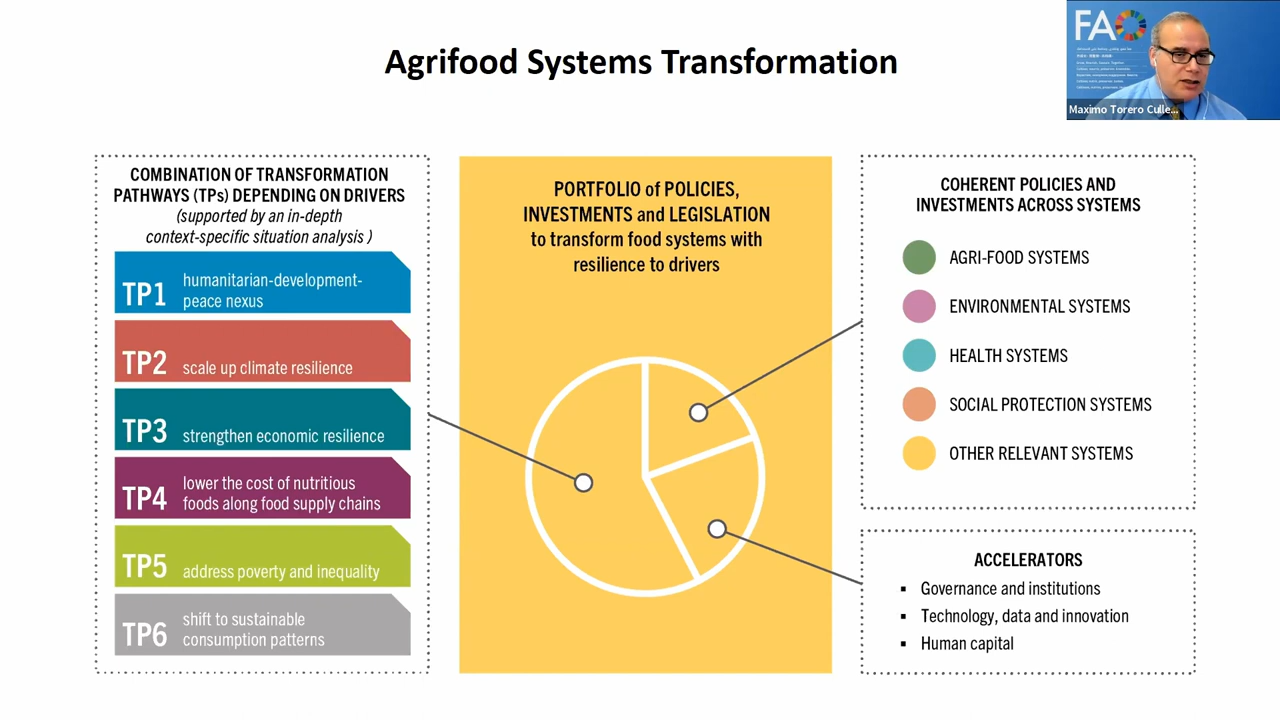 Agrifood Systems Transformation
FAO
Maximo Torero Culle...
COMBINATION OF TRANSFORMATION
PATHWAYS (TPs) DEPENDING ON DRIVERS
(supported by an in-depth
context-specific situation analysis )
TP1 humanitarian-development-
peace nexus
TP2 scale up climate resilience
TP3 strengthen economic resilience
TP4 lower the cost of nutritious
foods along food supply chains
TP5 address poverty and inequality
TP6 shift to sustainable
consumption patterns
PORTFOLIO of POLICIES,
INVESTMENTS and LEGISLATION
to transform food systems with
resilience to drivers
COHERENT POLICIES AND
INVESTMENTS ACROSS SYSTEMS
AGRI-FOOD SYSTEMS
ENVIRONMENTAL SYSTEMS
HEALTH SYSTEMS
SOCIAL PROTECTION SYSTEMS
OTHER RELEVANT SYSTEMS
ACCELERATORS
▪ Governance and institutions
▪ Technology, data and innovation
▪ Human capital